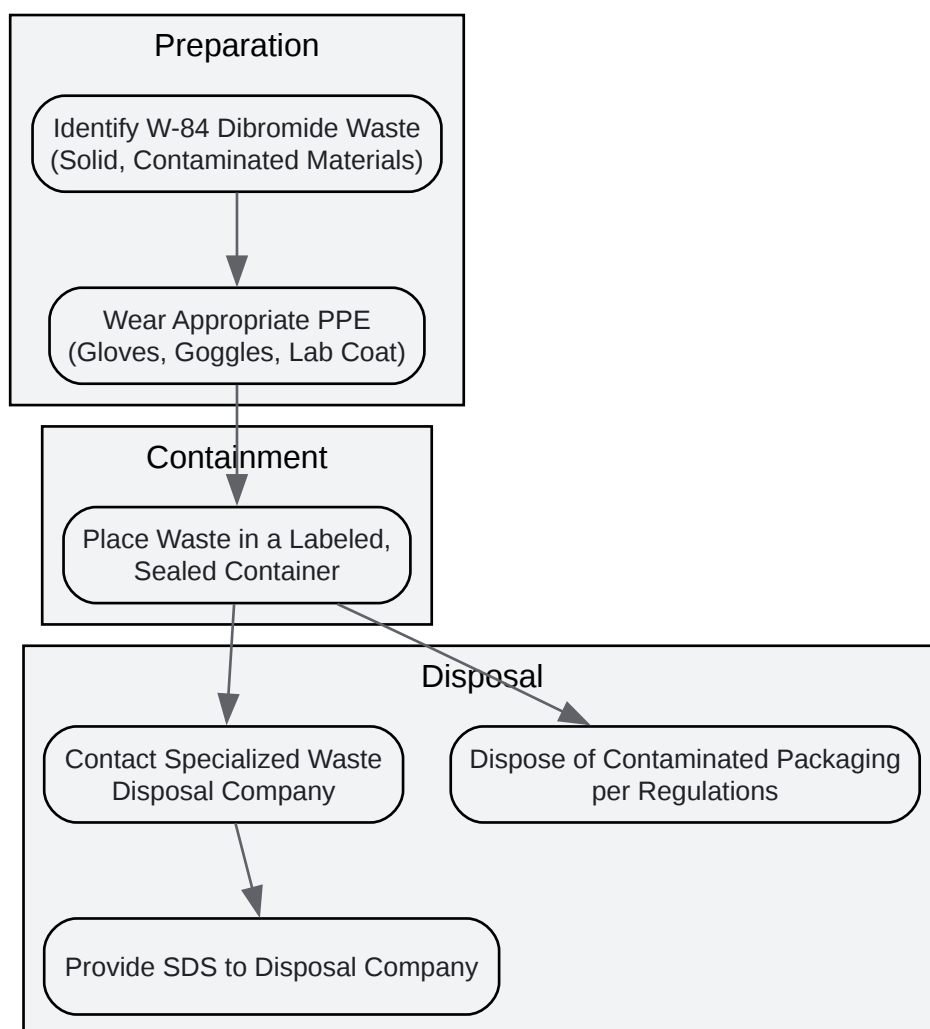 Preparation
Identify W-84 Dibromide Waste
(Solid, Contaminated Materials)
Wear Appropriate PPE
(Gloves, Goggles, Lab Coat)
Containment
Place Waste in a Labeled,
Sealed Container
Disposal
Contact Specialized Waste
Disposal Company
Dispose of Contaminated Packaging
per Regulations
Provide SDS to Disposal Company